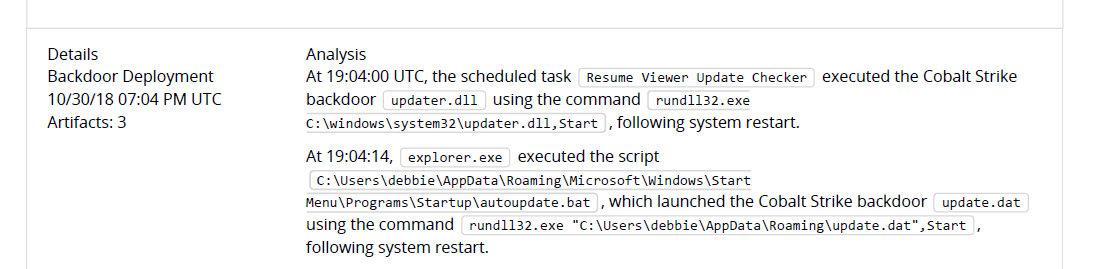 Details
Backdoor Deployment
10/30/18 07:04 PM UTC
Artifacts: 3
Analysis
At 19:04:00 UTC, the scheduled task Resume Viewer Update Checker executed the Cobalt Strike
backdoor updater.dll using the command rundll32.exe
C:\windows\system32\updater.dll,Start , following system restart.
At 19:04:14, explorer.exe executed the script
C:\Users\debbie\AppData\Roaming\Microsoft\Windows\Start
Menu\Programs\Startup\autoupdate.bat , which launched the Cobalt Strike backdoor update.dat
using the command rundll32.exe "C:\Users\debbie\AppData\Roaming\update.dat",Start ,
following system restart.